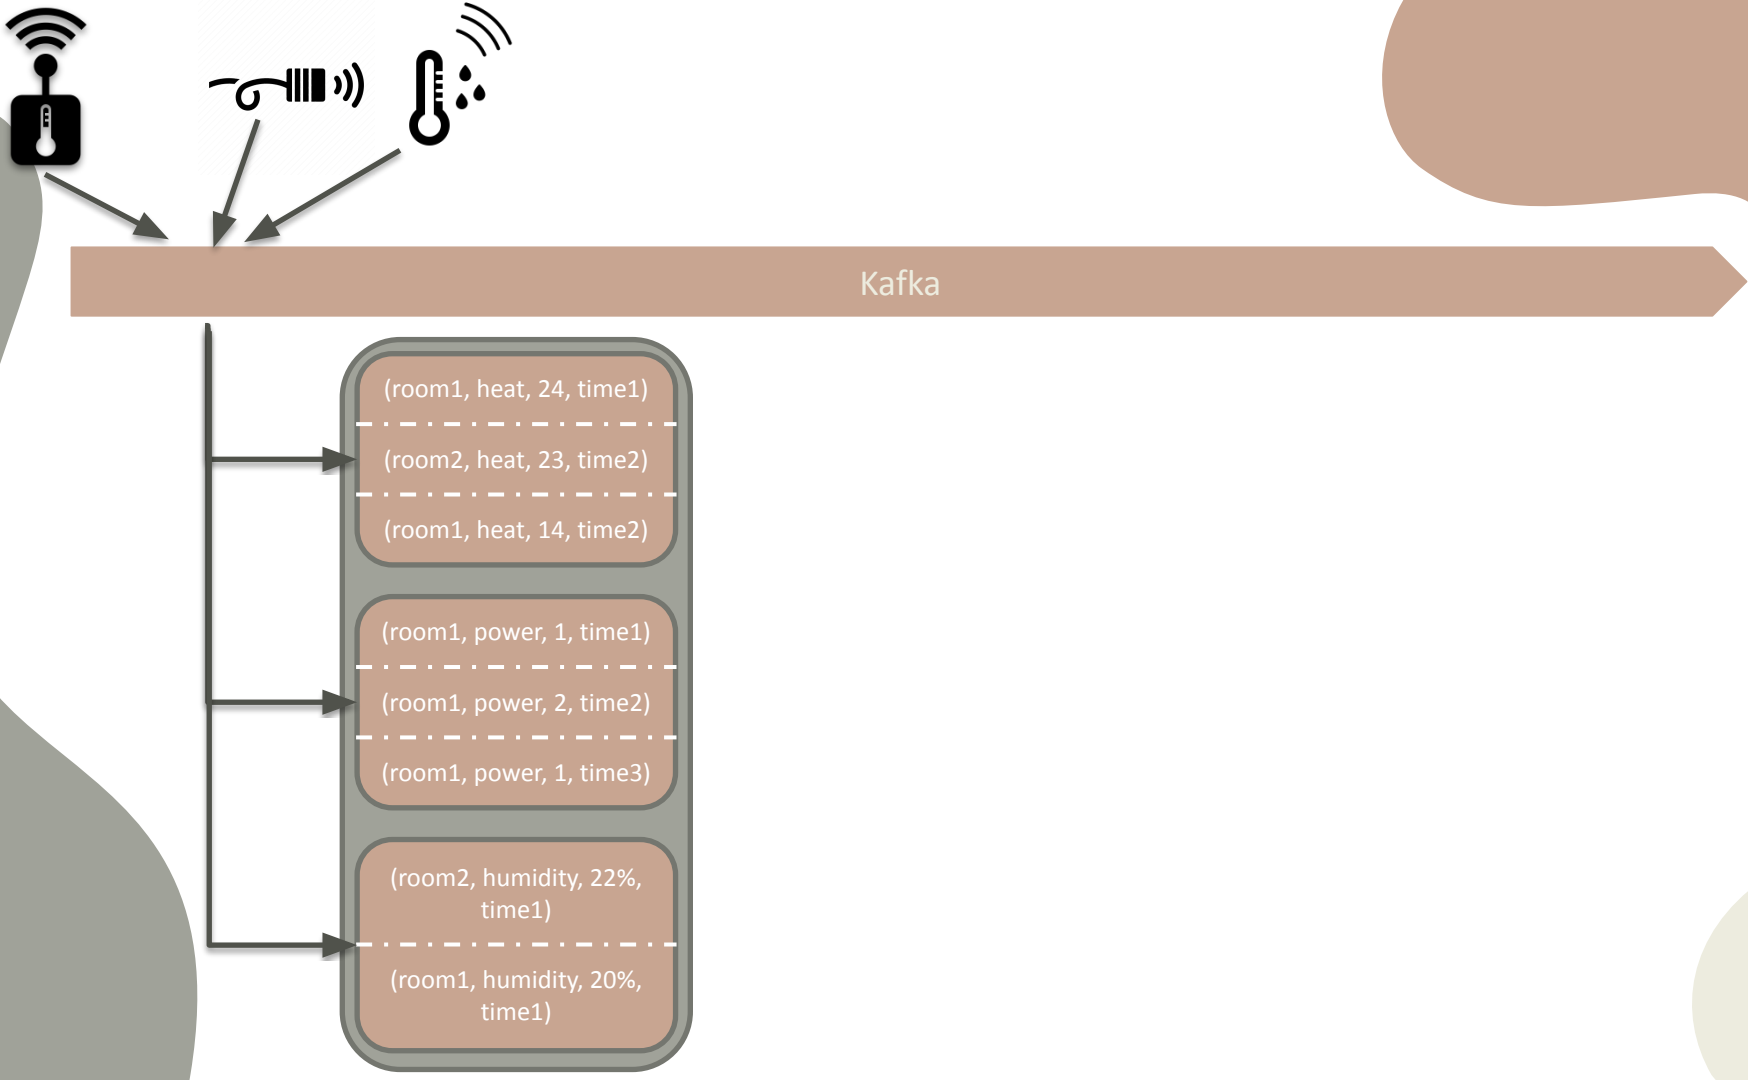 Kafka
(room1, heat, 24, time1)
(room2, heat, 23, time2)
(room1, heat, 14, time2)
(room1, power, 1, time1)
(room1, power, 2, time2)
(room1, power, 1, time3)
(room2, humidity, 22%,
time1)
(room1, humidity, 20%,
time1)